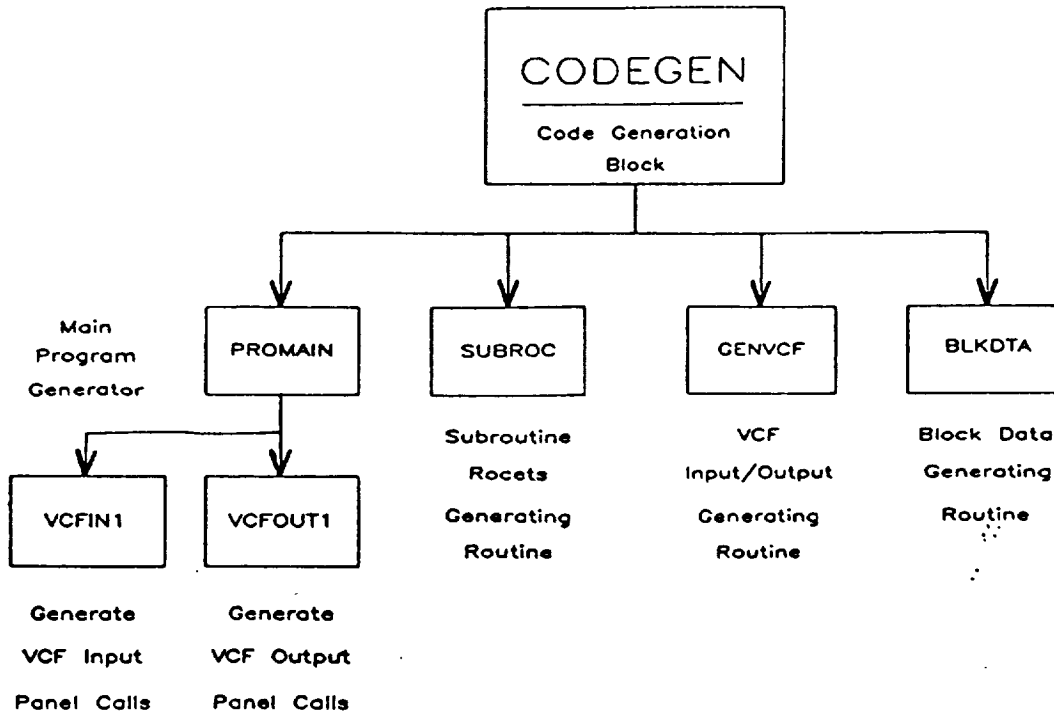 CODEGEN
Code Generation
Block
Main
Program
Generator
PROMAIN
SUBROC
GENVCF
BLKDTA
Subroutine
Rocets
Generating
Routine
VCF
Input/Output
Generating
Routine
Block Data
Generating
Routine
VCFIN1
VCFOUT1
Generate
VCF Input
Panel Calls
Generate
VCF Output
Panel Calls